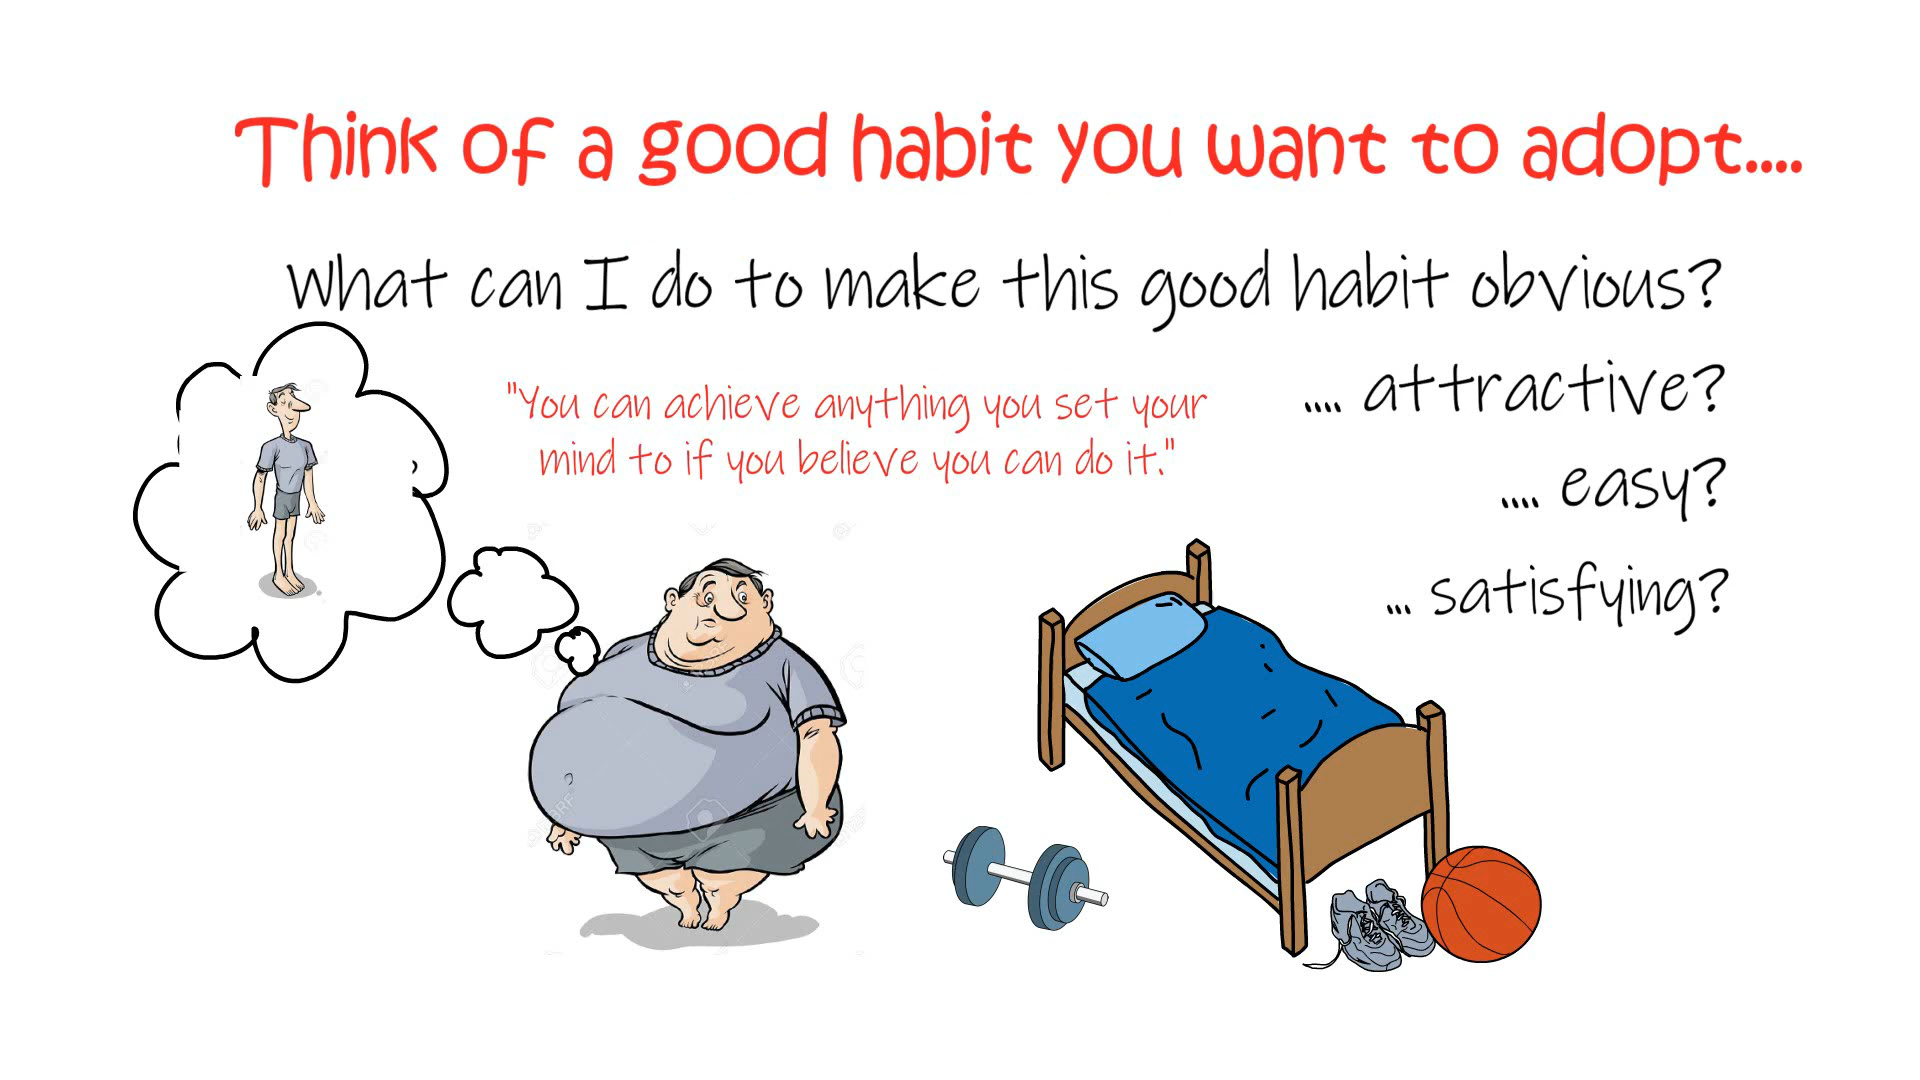 Think of a good habit you want to adopt....
What can I do to make this good habit obvious?
.... attractive?
"You can achieve anything you set your
mind to if you believe you can do it."
.... easy?
... satisfying?